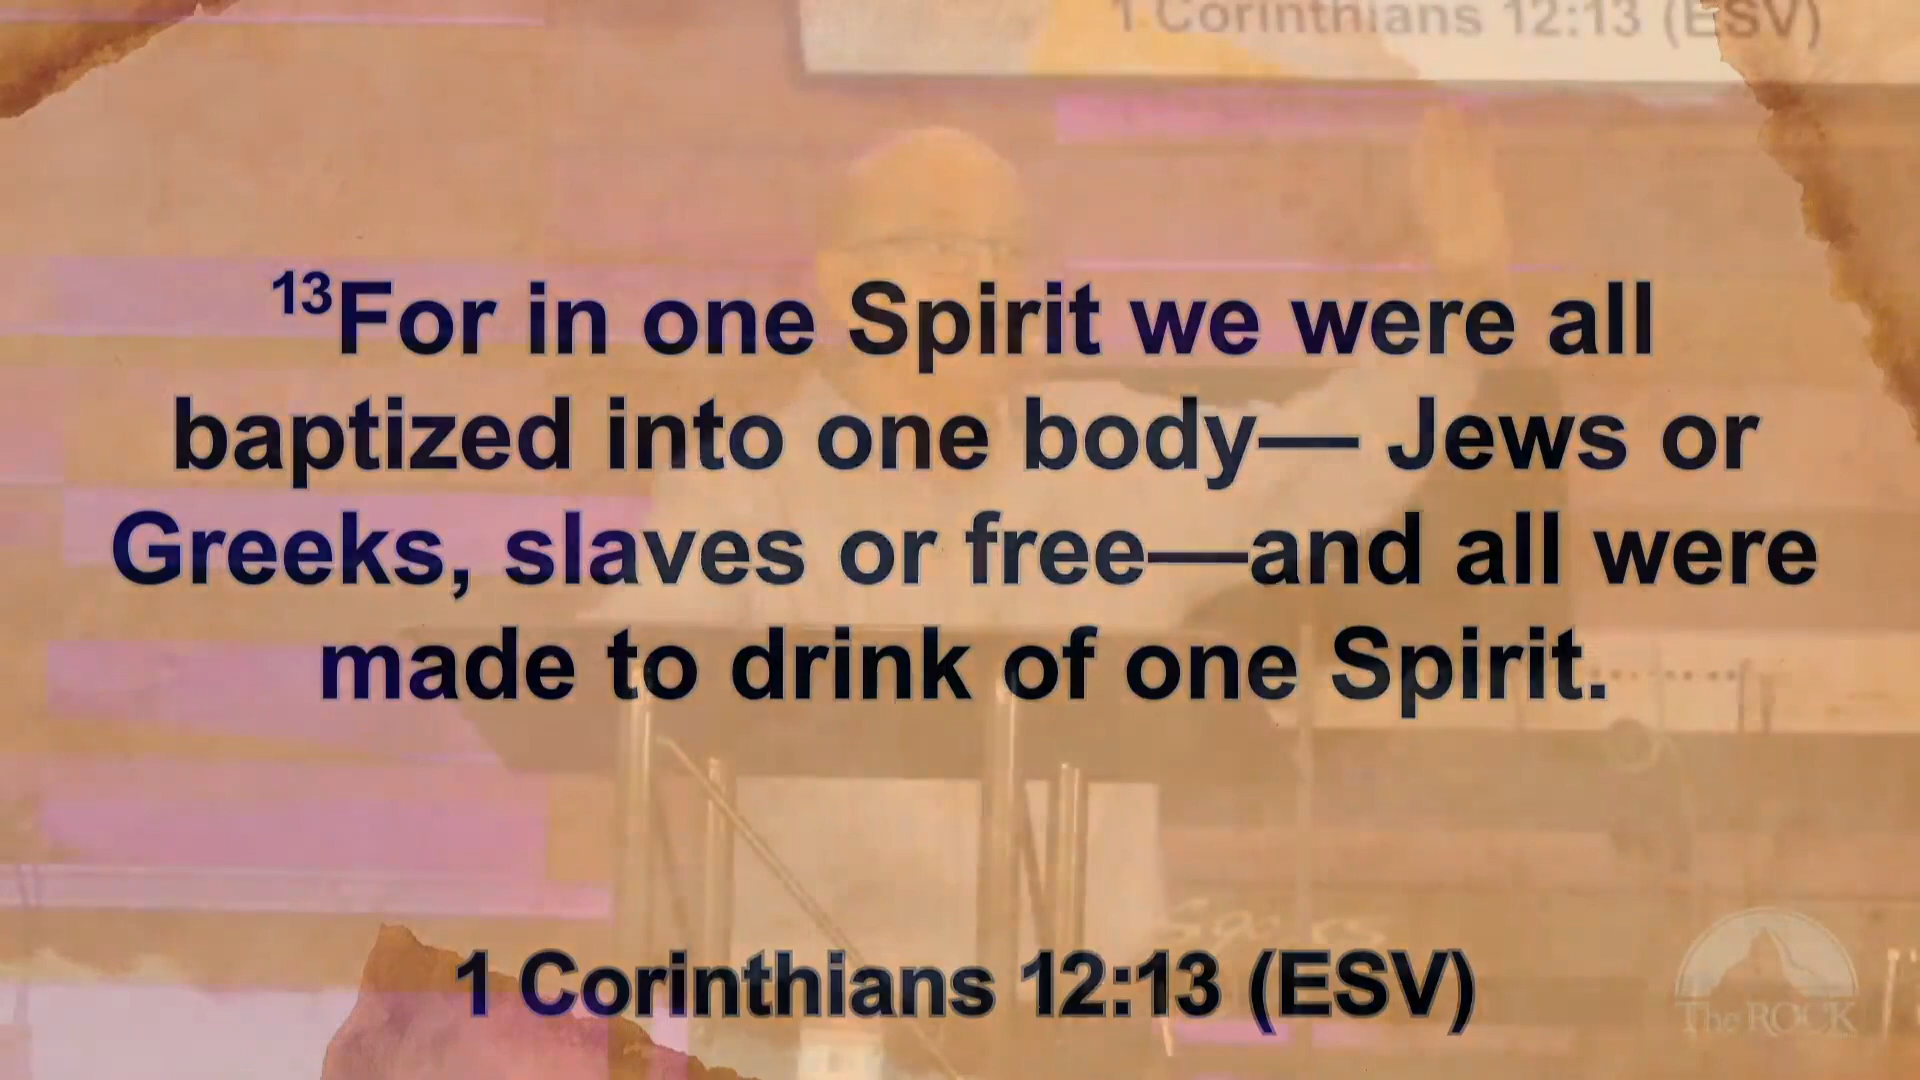 1 Corinthians 12:13 (ESV)
13For in one Spirit we were all
baptized into one body— Jews or
Greeks, slaves or free—and all were
made to drink of one Spirit.
1 Corinthians 12:13 (ESV)
The ROCK